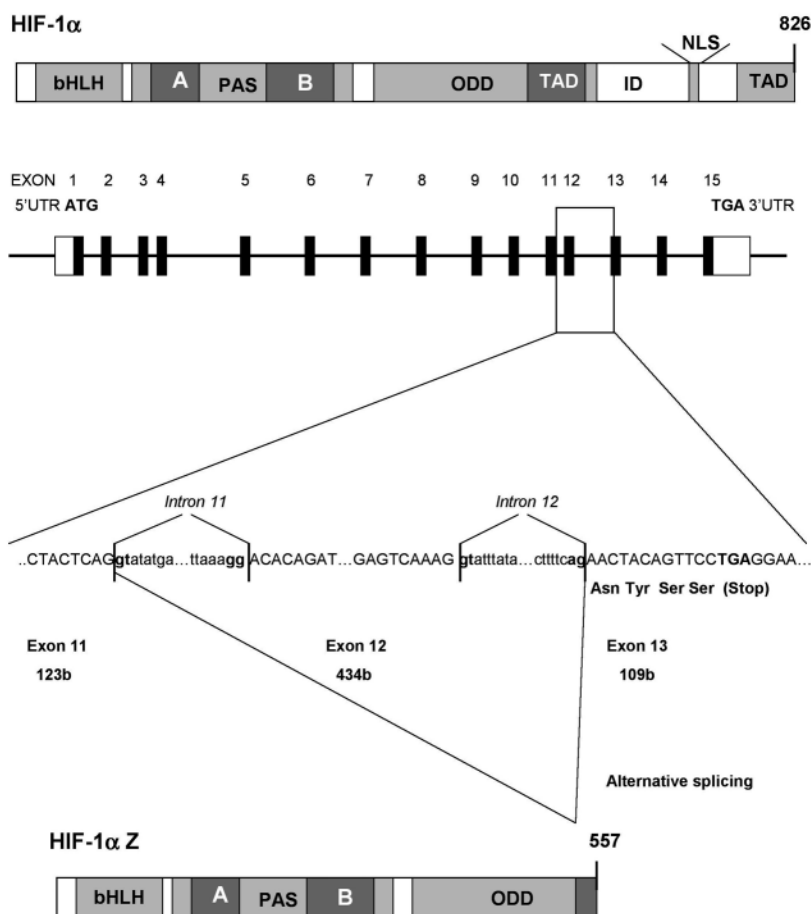 HIF-1α
826
NLS
bHLH A PAS B ODD TAD ID TAD
EXON 1 2 3 4 5 6 7 8 9 10 11 12 13 14 15
5'UTR ATG TGA 3'UTR
Intron 11 Intron 12
..CTACTCAGgtatatga...ttaaaggACACAGAT...GAGTCAAAG gtatttata...cttttcagAACTACAGTTCCTGAGGAA...
Asn Tyr Ser Ser (Stop)
Exon 11 Exon 12 Exon 13
123b 434b 109b
Alternative splicing
HIF-1α Z
557
bHLH A PAS B ODD